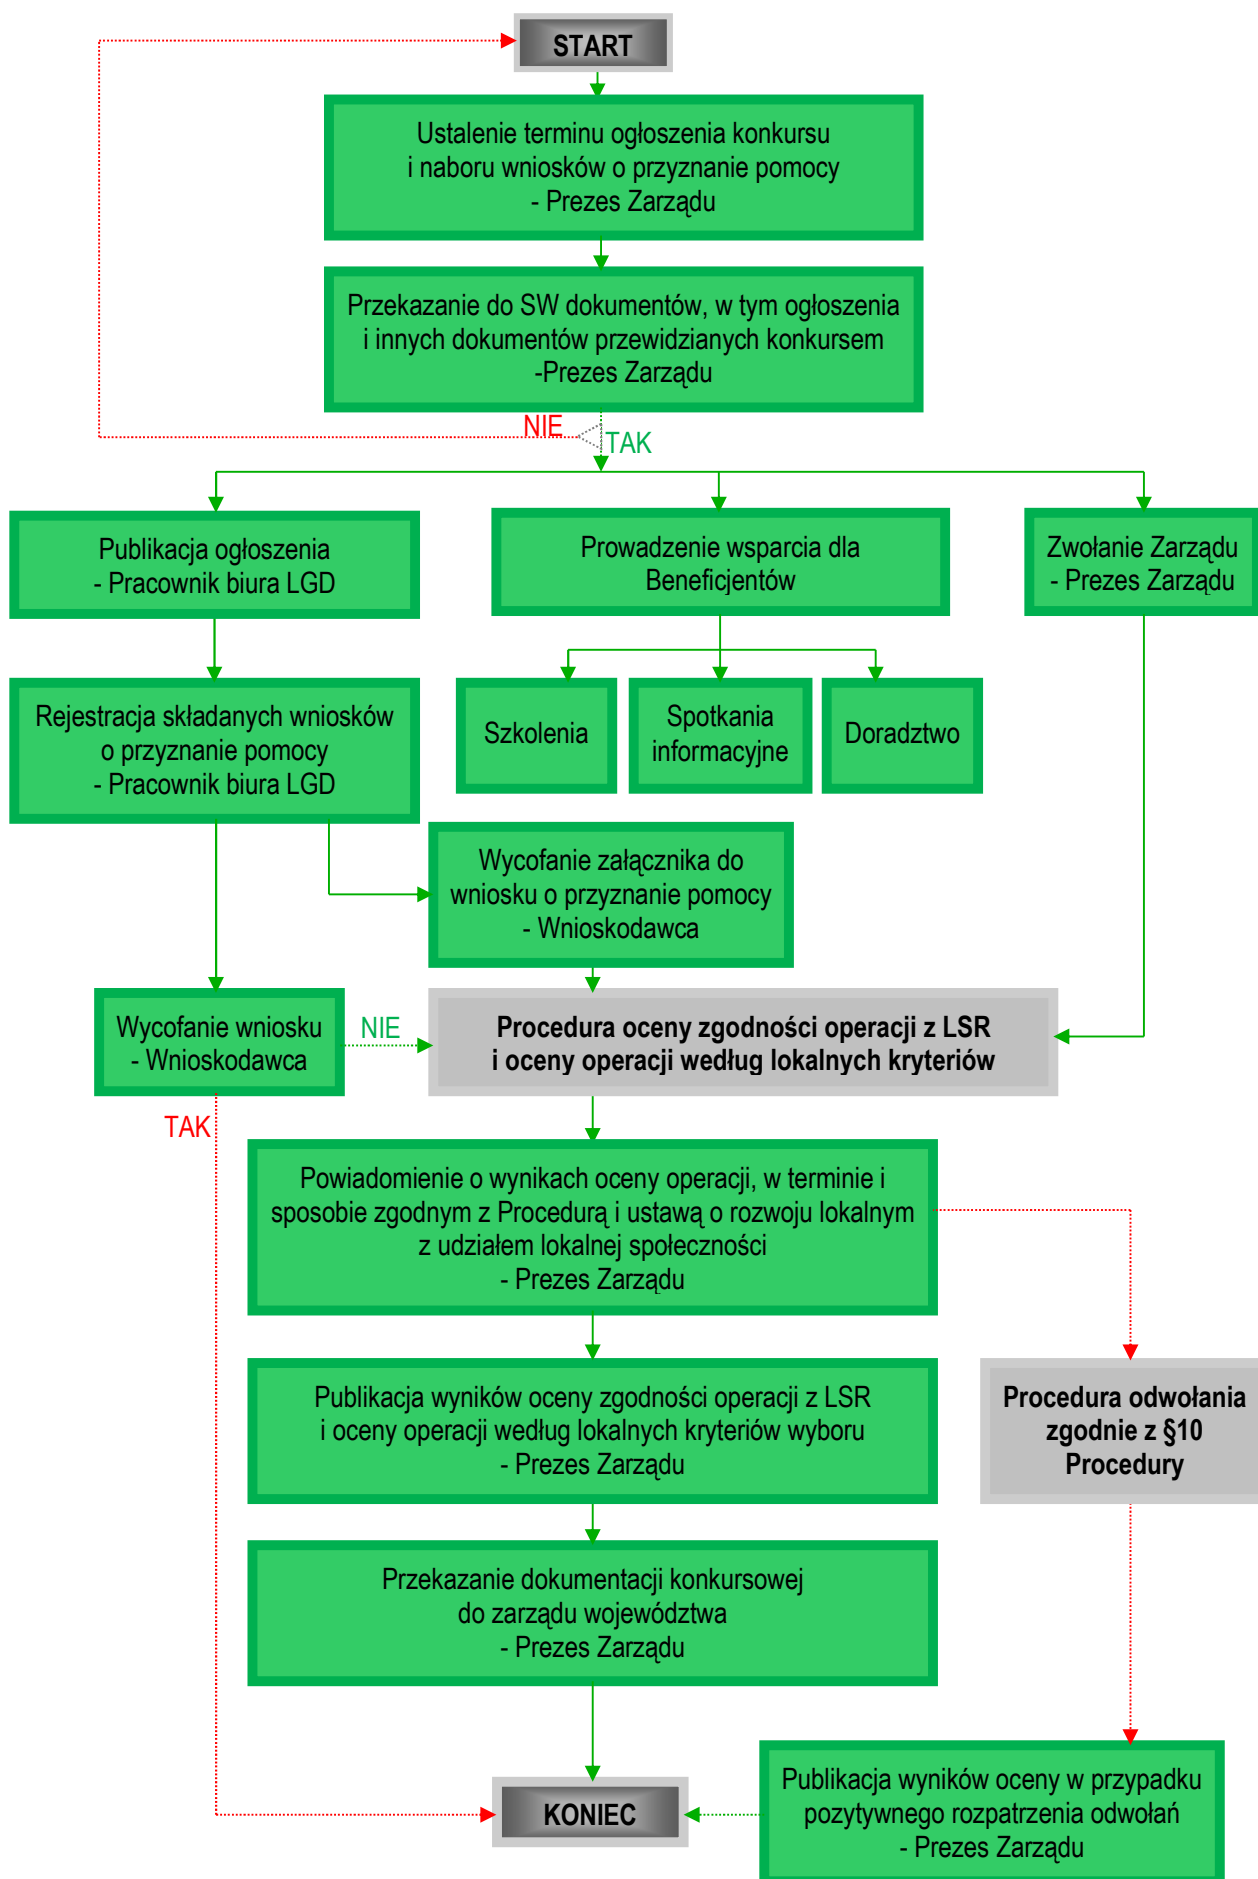 START
Ustalenie terminu ogłoszenia konkursu
i naboru wniosków o przyznanie pomocy
- Prezes Zarządu
Przekazanie do SW dokumentów, w tym ogłoszenia
i innych dokumentów przewidzianych konkursem
-Prezes Zarządu
NIE
TAK
Publikacja ogłoszenia
- Pracownik biura LGD
Prowadzenie wsparcia dla
Beneficjentów
Zwołanie Zarządu
- Prezes Zarządu
Rejestracja składanych wniosków
o przyznanie pomocy
- Pracownik biura LGD
Szkolenia
Spotkania
informacyjne
Doradztwo
Wycofanie załącznika do
wniosku o przyznanie pomocy
- Wnioskodawca
Wycofanie wniosku
- Wnioskodawca
NIE
Procedura oceny zgodności operacji z LSR
i oceny operacji według lokalnych kryteriów
TAK
Powiadomienie o wynikach oceny operacji, w terminie i
sposobie zgodnym z Procedurą i ustawą o rozwoju lokalnym
z udziałem lokalnej społeczności
- Prezes Zarządu
Publikacja wyników oceny zgodności operacji z LSR
i oceny operacji według lokalnych kryteriów wyboru
- Prezes Zarządu
Procedura odwołania
zgodnie z §10
Procedury
Przekazanie dokumentacji konkursowej
do zarządu województwa
- Prezes Zarządu
KONIEC
Publikacja wyników oceny w przypadku
pozytywnego rozpatrzenia odwołań
- Prezes Zarządu